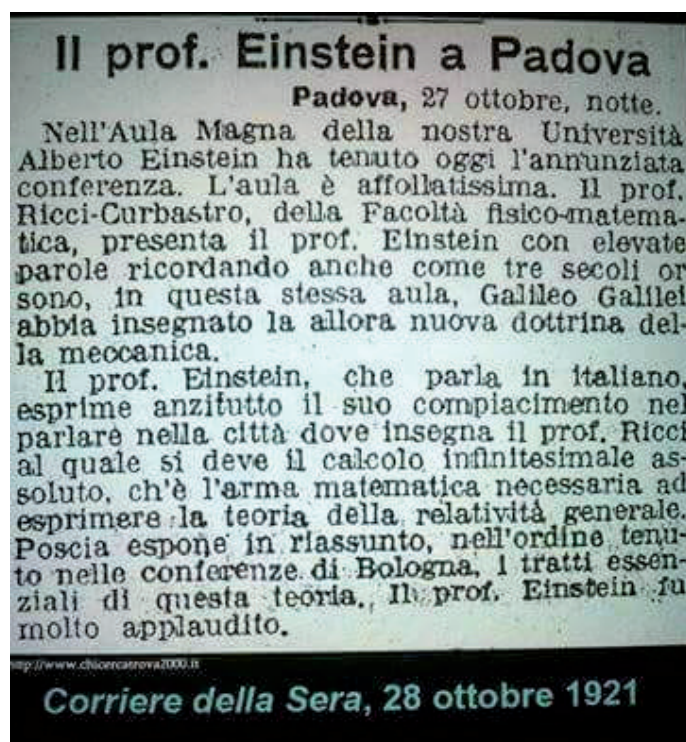 Il prof. Einstein a Padova
Padova, 27 ottobre, notte.
Nell'Aula Magna della nostra Università
Alberto Einstein ha tenuto oggi l'annunziata
conferenza. L'aula è affollatissima. Il prof.
Ricci-Curbastro, della Facoltà fisico-matema-
tica, presenta il prof. Einstein con elevate
parole ricordando anche come tre secoli or
sono, in questa stessa aula, Galileo Galilei
abbia insegnato la allora nuova dottrina del-
la meccanica.
Il prof. Einstein, che parla in italiano,
esprime anzitutto il suo compiacimento nel
parlare nella città dove insegna il prof. Ricci
al quale si deve il calcolo infinitesimale as-
soluto, ch'è l'arma matematica necessaria ad
esprimere la teoria della relatività generale.
Poscia espone in riassunto, nell'ordine tenu-
to nelle conferenze di Bologna, i tratti essen-
ziali di questa teoria. Il prof. Einstein fu
molto applaudito.
http://www.chicercatrova2000.it
Corriere della Sera, 28 ottobre 1921